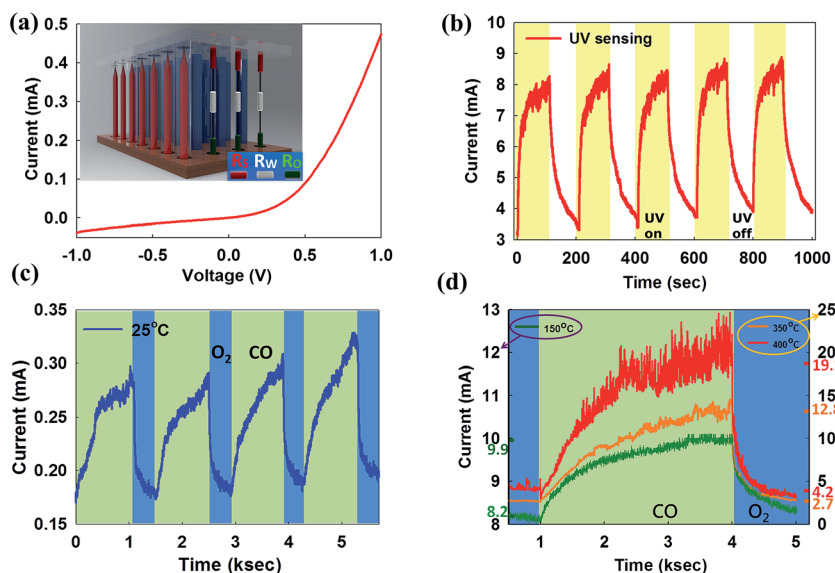 (a)
0.5
0.4
0.3
0.2
0.1
0.0
Current (mA)
Rs Rw Ro
-1.0 -0.5 0.0 0.5 1.0
Voltage (V)
(b)
10
9
8
7
6
5
4
3
Current (mA)
UV sensing
UV on
UV off
0 200 400 600 800 1000
Time (sec)
(c)
0.35
0.30
0.25
0.20
0.15
Current (mA)
25°C
O2
CO
0 1 2 3 4 5
Time (ksec)
(d)
13
12
11
10
9
8
Current (mA)
9.9
8.2
150°C
350°C
400°C
CO
O2
25
20
15
10
5
0
12.8
4.2
2.7
1 2 3 4 5
Time (ksec)